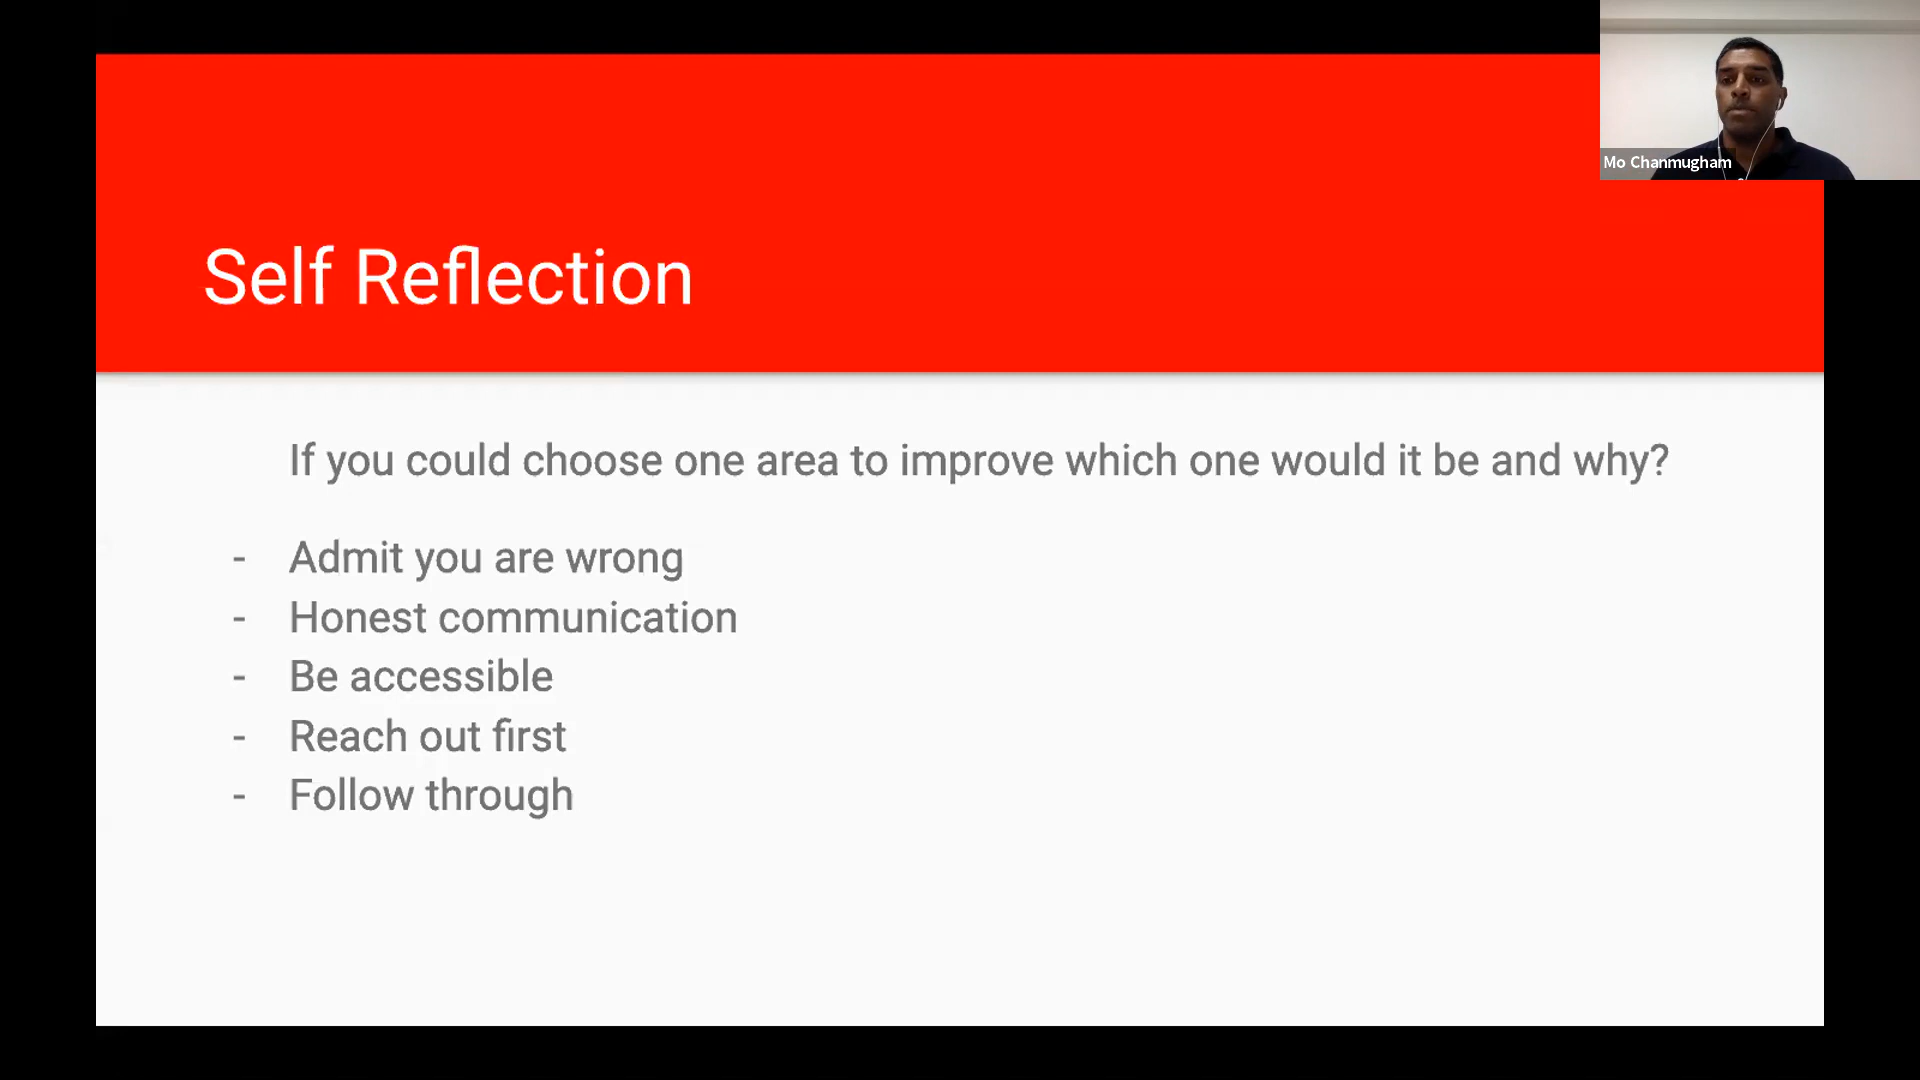 Mo Chanmugham
Self Reflection
If you could choose one area to improve which one would it be and why?
- Admit you are wrong
- Honest communication
- Be accessible
- Reach out first
- Follow through